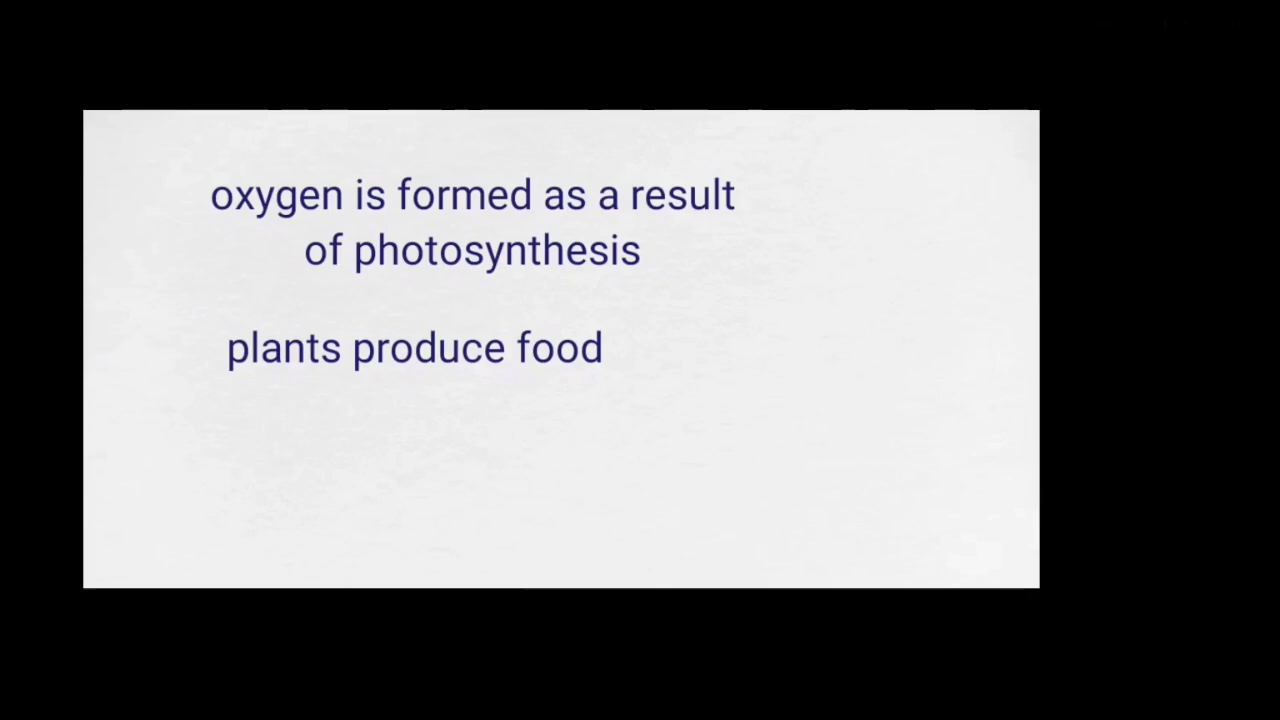 oxygen is formed as a result
of photosynthesis
plants produce food